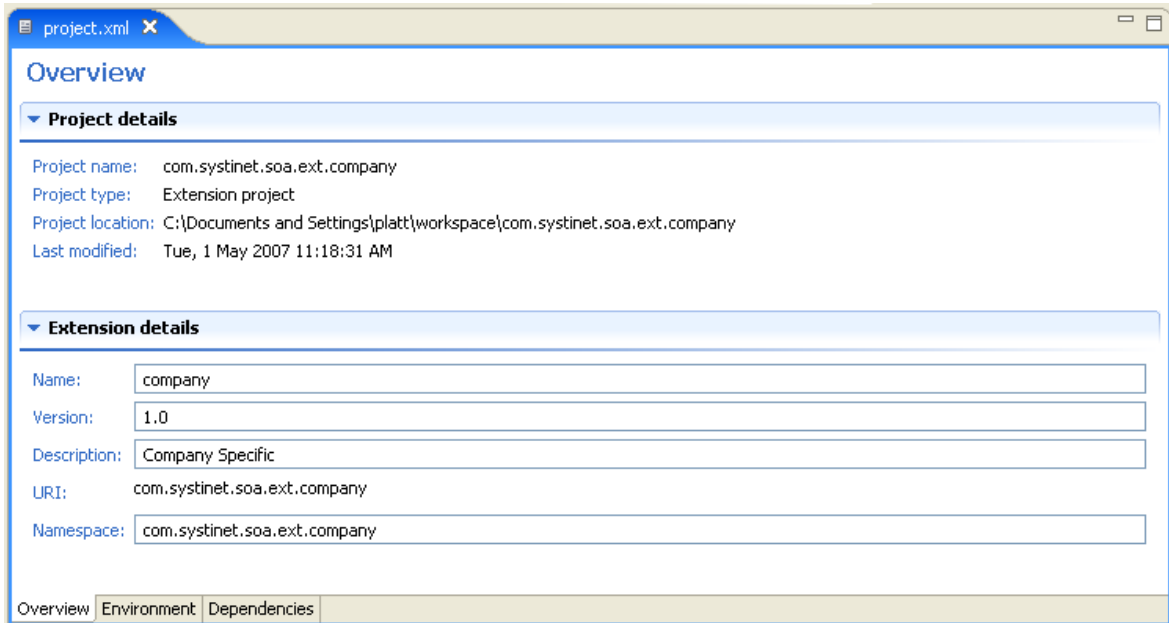 project.xml
Overview
Project details
Project name: com.systinet.soa.ext.company
Project type: Extension project
Project location: C:\Documents and Settings\platt\workspace\com.systinet.soa.ext.company
Last modified: Tue, 1 May 2007 11:18:31 AM
Extension details
Name: company
Version: 1.0
Description: Company Specific
URI: com.systinet.soa.ext.company
Namespace: com.systinet.soa.ext.company
Overview Environment Dependencies